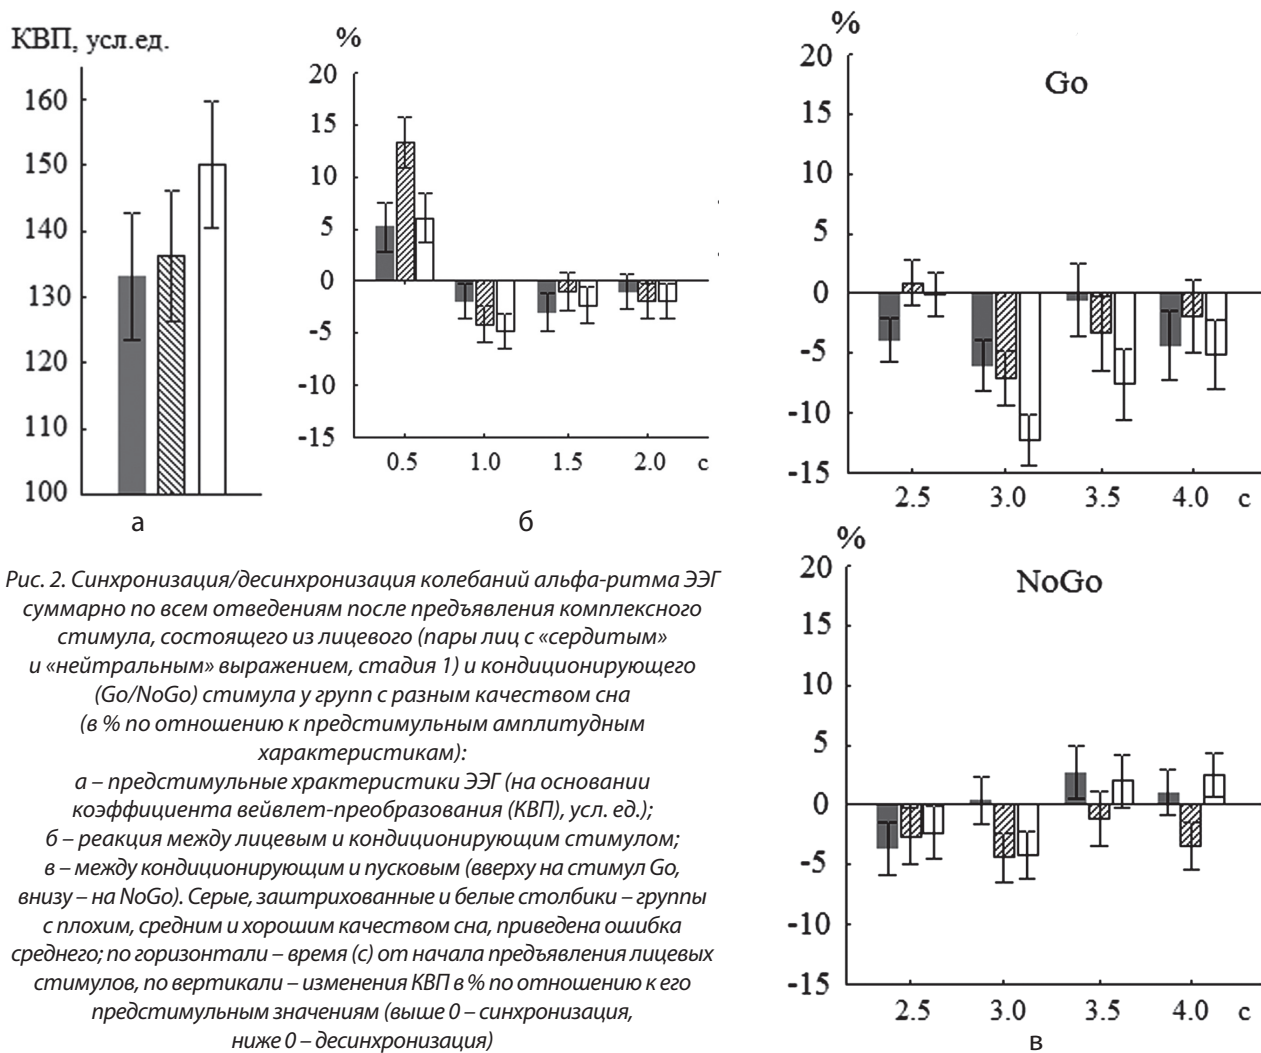 КВП, усл.ед.
160
150
140
130
120
110
100
а
%
20
15
10
5
0
-5
-10
-15
0.5 1.0 1.5 2.0 с
б
%
Go
20
15
10
5
0
-5
-10
-15
2.5 3.0 3.5 4.0 с
%
NoGo
20
15
10
5
0
-5
-10
-15
2.5 3.0 3.5 4.0 с
в
Рис. 2. Синхронизация/десинхронизация колебаний альфа-ритма ЭЭГ
суммарно по всем отведениям после предъявления комплексного
стимула, состоящего из лицевого (пары лиц с «сердитым»
и «нейтральным» выражением, стадия 1) и кондиционирующего
(Go/NoGo) стимула у групп с разным качеством сна
(в % по отношению к предстимульным амплитудным
характеристикам):
а – предстимульные храктеристики ЭЭГ (на основании
коэффициента вейвлет-преобразования (КВП), усл. ед.);
б – реакция между лицевым и кондиционирующим стимулом;
в – между кондиционирующим и пусковым (вверху на стимул Go,
внизу – на NoGo). Серые, заштрихованные и белые столбики – группы
с плохим, средним и хорошим качеством сна, приведена ошибка
среднего; по горизонтали – время (с) от начала предъявления лицевых
стимулов, по вертикали – изменения КВП в % по отношению к его
предстимульным значениям (выше 0 – синхронизация,
ниже 0 – десинхронизация)